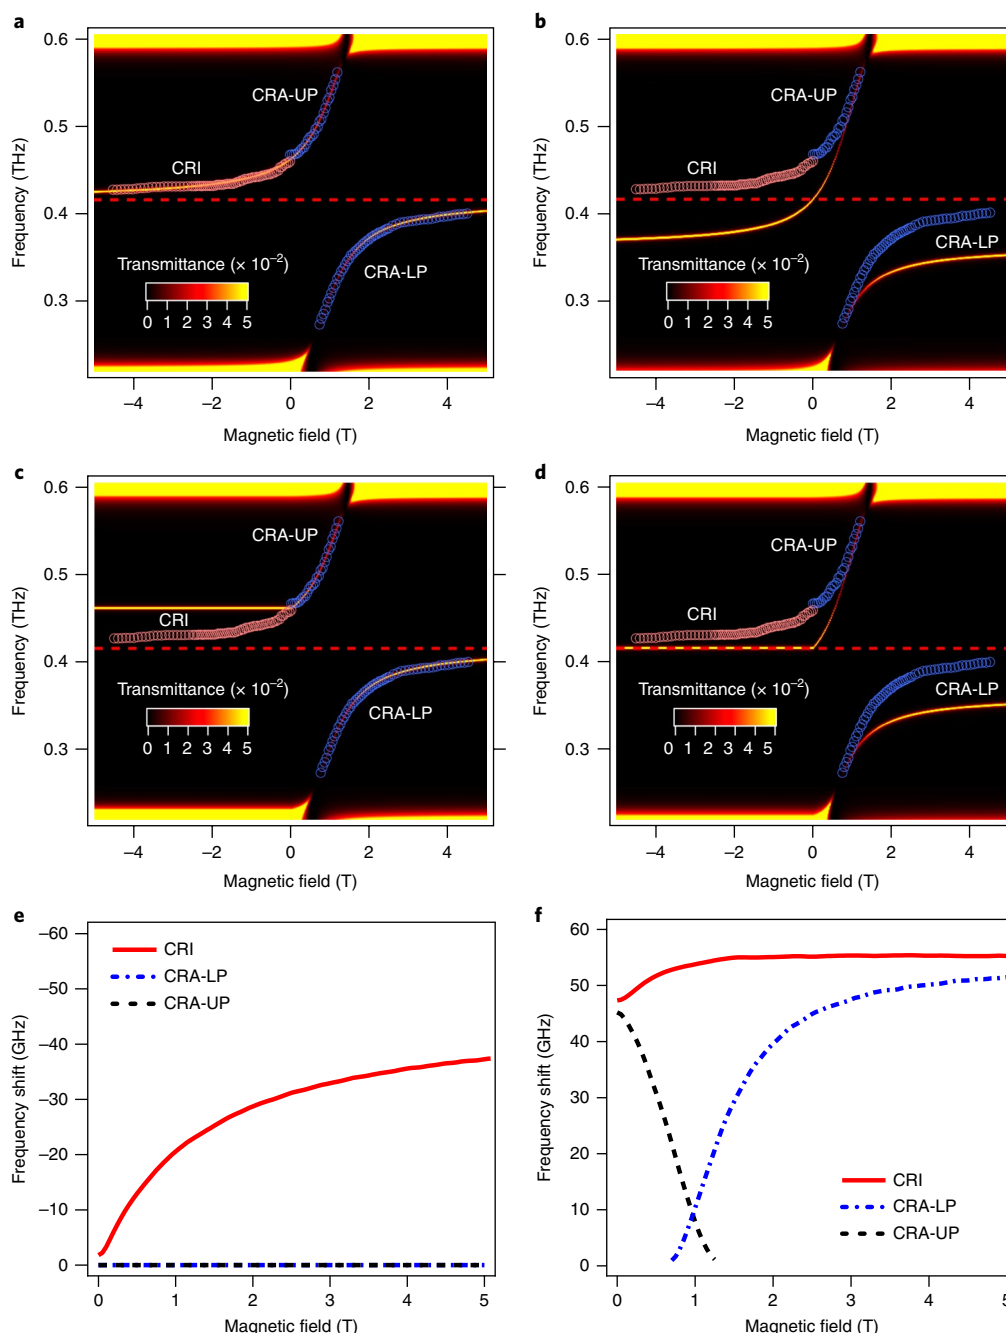 a
0.6
0.5
0.4
0.3
Frequency (THz)
CRA-UP
CRI
CRA-LP
Transmittance (× 10⁻²)
0 1 2 3 4 5
−4 −2 0 2 4
Magnetic field (T)
b
0.6
0.5
0.4
0.3
Frequency (THz)
CRA-UP
CRI
CRA-LP
Transmittance (× 10⁻²)
0 1 2 3 4 5
−4 −2 0 2 4
Magnetic field (T)
c
0.6
0.5
0.4
0.3
Frequency (THz)
CRA-UP
CRI
CRA-LP
Transmittance (× 10⁻²)
0 1 2 3 4 5
−4 −2 0 2 4
Magnetic field (T)
d
0.6
0.5
0.4
0.3
Frequency (THz)
CRA-UP
CRI
CRA-LP
Transmittance (× 10⁻²)
0 1 2 3 4 5
−4 −2 0 2 4
Magnetic field (T)
e
−60
−50
−40
−30
−20
−10
0
Frequency shift (GHz)
CRI
CRA-LP
CRA-UP
0 1 2 3 4 5
Magnetic field (T)
f
60
50
40
30
20
10
0
Frequency shift (GHz)
CRI
CRA-LP
CRA-UP
0 1 2 3 4 5
Magnetic field (T)